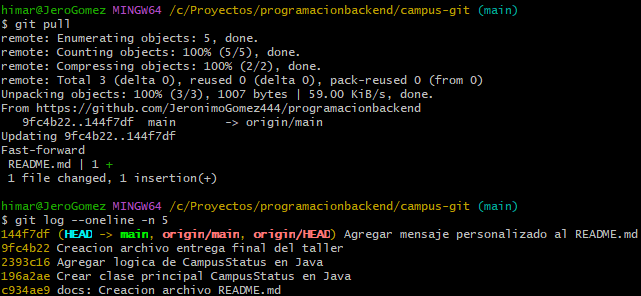 himar@JeroGomez MINGW64 /c/Proyectos/programacionbackend/campus-git (main)
$ git pull
remote: Enumerating objects: 5, done.
remote: Counting objects: 100% (5/5), done.
remote: Compressing objects: 100% (2/2), done.
remote: Total 3 (delta 0), reused 0 (delta 0), pack-reused 0 (from 0)
Unpacking objects: 100% (3/3), 1007 bytes | 59.00 KiB/s, done.
From https://github.com/JeronimoGomez444/programacionbackend
   9fc4b22..144f7df  main       -> origin/main
Updating 9fc4b22..144f7df
Fast-forward
 README.md | 1 +
 1 file changed, 1 insertion(+)
himar@JeroGomez MINGW64 /c/Proyectos/programacionbackend/campus-git (main)
$ git log --oneline -n 5
144f7df (HEAD -> main, origin/main, origin/HEAD) Agregar mensaje personalizado al README.md
9fc4b22 Creacion archivo entrega final del taller
2393c16 Agregar logica de CampusStatus en Java
196a2ae Crear clase principal CampusStatus en Java
c934ae9 docs: Creacion archivo README.md